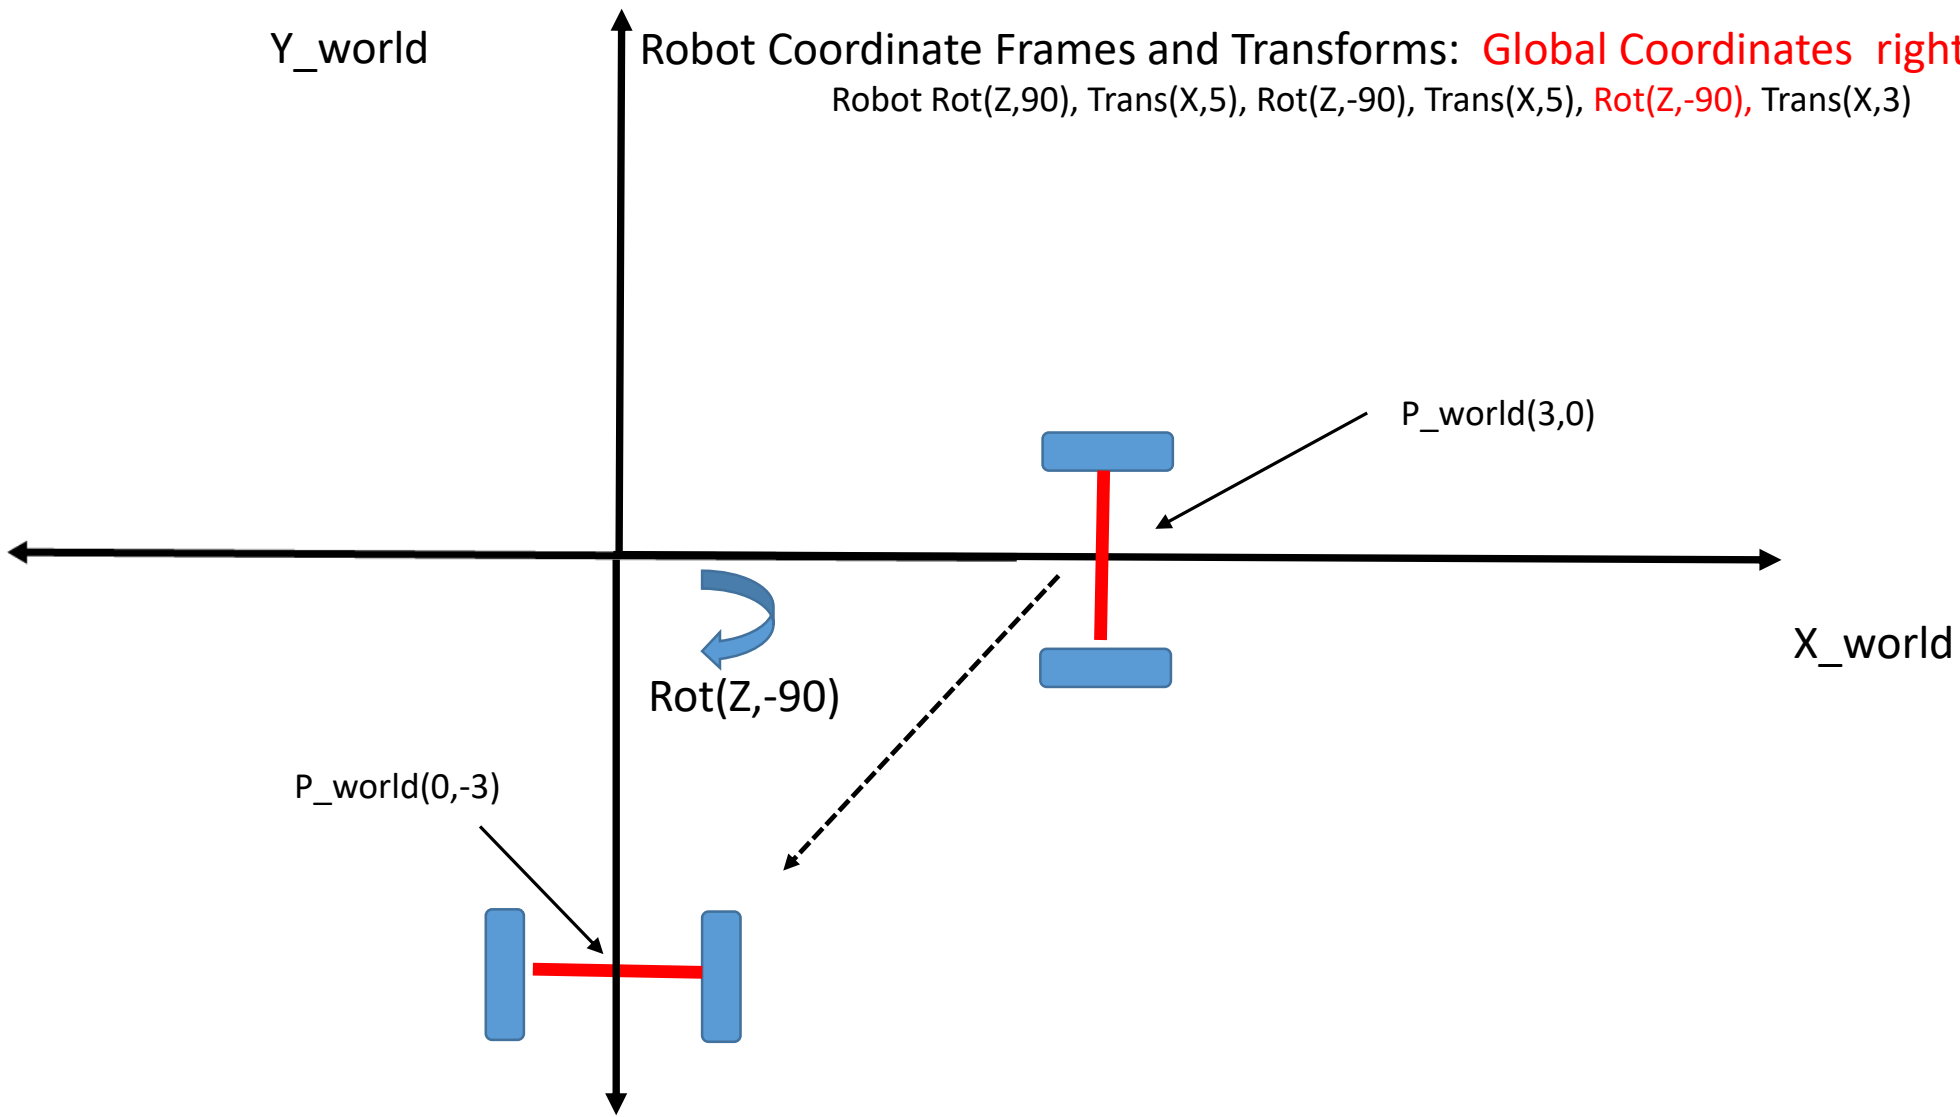 Y_world
Robot Coordinate Frames and Transforms: Global Coordinates right
Robot Rot(Z,90), Trans(X,5), Rot(Z,-90), Trans(X,5), Rot(Z,-90), Trans(X,3)
P_world(3,0)
X_world
Rot(Z,-90)
P_world(0,-3)